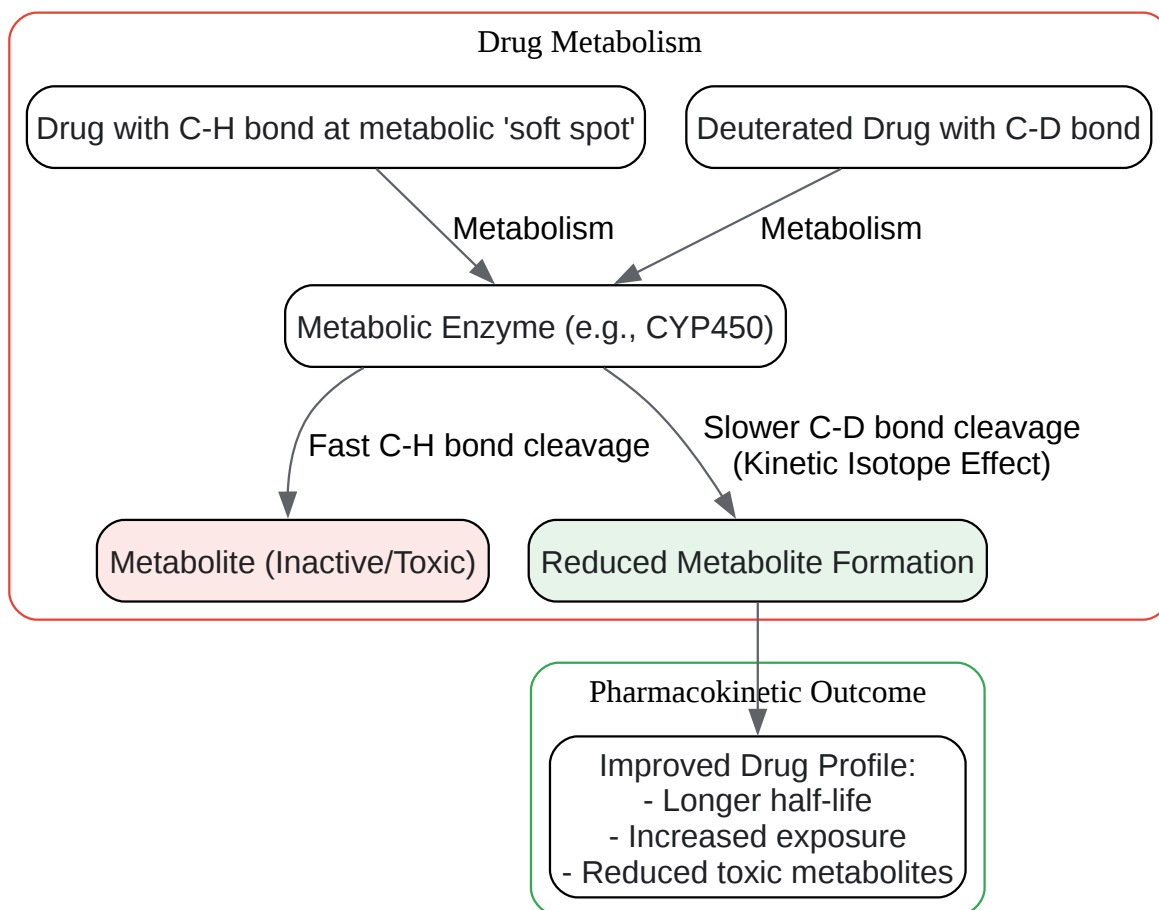 Drug Metabolism
Drug with C-H bond at metabolic 'soft spot'
Deuterated Drug with C-D bond
Metabolism
Metabolism
Metabolic Enzyme (e.g., CYP450)
Fast C-H bond cleavage
Slower C-D bond cleavage
(Kinetic Isotope Effect)
Metabolite (Inactive/Toxic)
Reduced Metabolite Formation
Pharmacokinetic Outcome
Improved Drug Profile:
- Longer half-life
- Increased exposure
- Reduced toxic metabolites